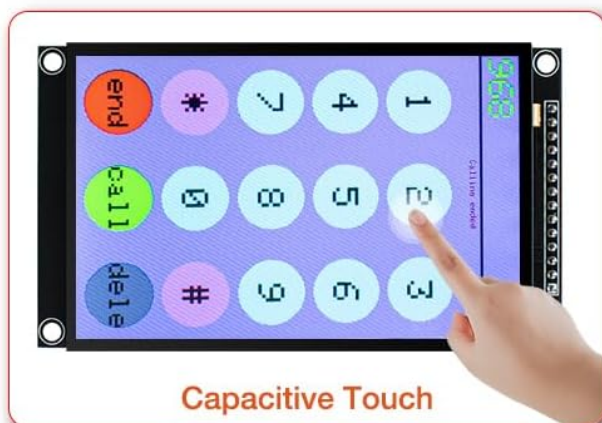 968
Calling ended
1 2 3
4 5 6
7 8 9
* 0 #
end call dele
Capacitive Touch